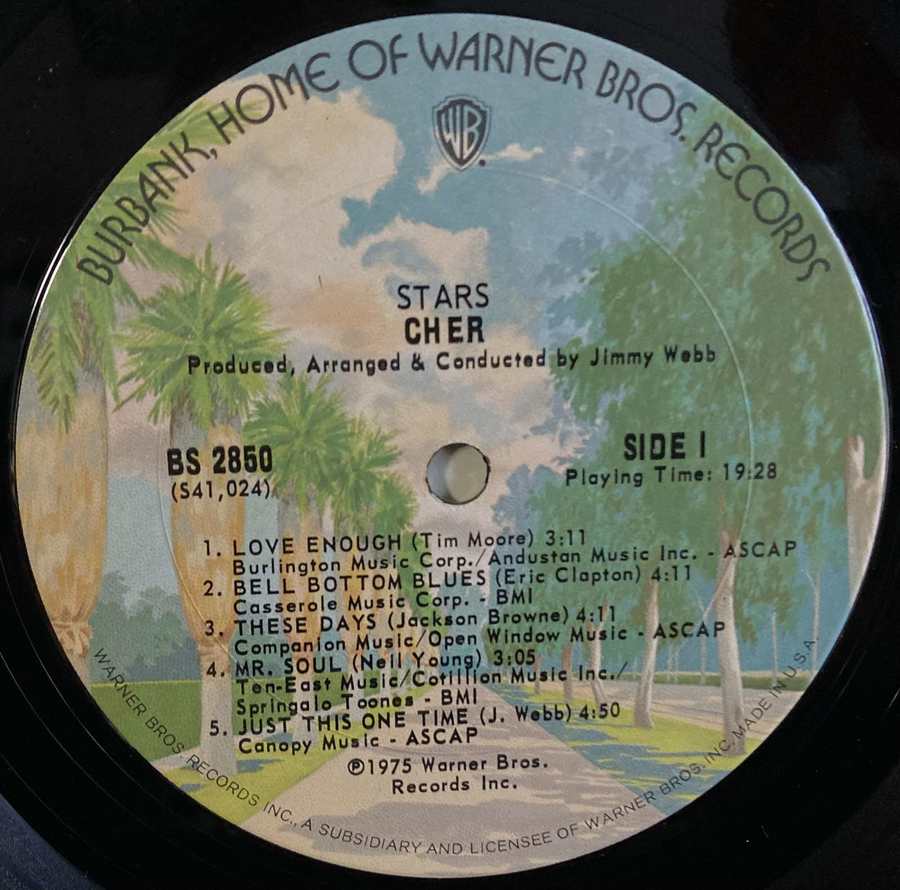 BURBANK, HOME OF WARNER BROS. RECORDS
WB
STARS
CHER
Produced, Arranged & Conducted by Jimmy Webb
BS 2850
(S41,024)
SIDE 1
Playing Time: 19:28
1. LOVE ENOUGH (Tim Moore) 3:11
Burlington Music Corp./Andustan Music Inc. - ASCAP
2. BELL BOTTOM BLUES (Eric Clapton) 4:11
Casserole Music Corp. - BMI
3. THESE DAYS (Jackson Browne) 4:11
Companion Music/Open Window Music - ASCAP
4. MR. SOUL (Neil Young) 3:05
Ten-East Music/Cotillion Music Inc./
Springalo Toones - BMI
5. JUST THIS ONE TIME (J. Webb) 4:50
Canopy Music - ASCAP
℗1975 Warner Bros.
Records Inc.
WARNER BROS. RECORDS INC., A SUBSIDIARY AND LICENSEE OF WARNER BROS. INC. MADE IN U.S.A.